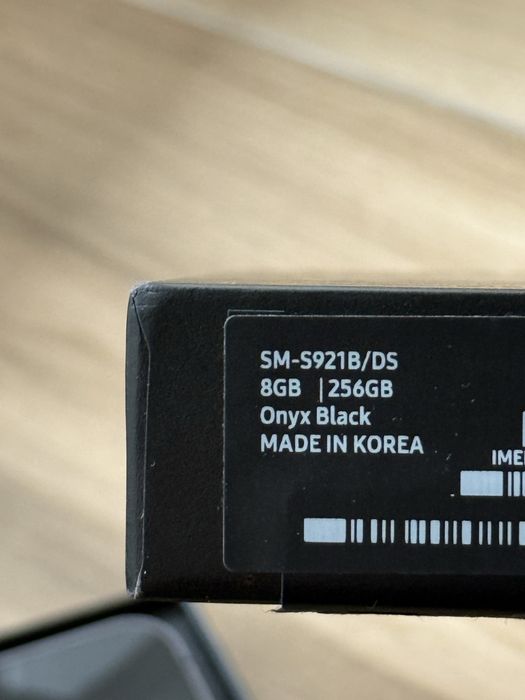 SM-S921B/DS
8GB | 256GB
Onyx Black
MADE IN KOREA